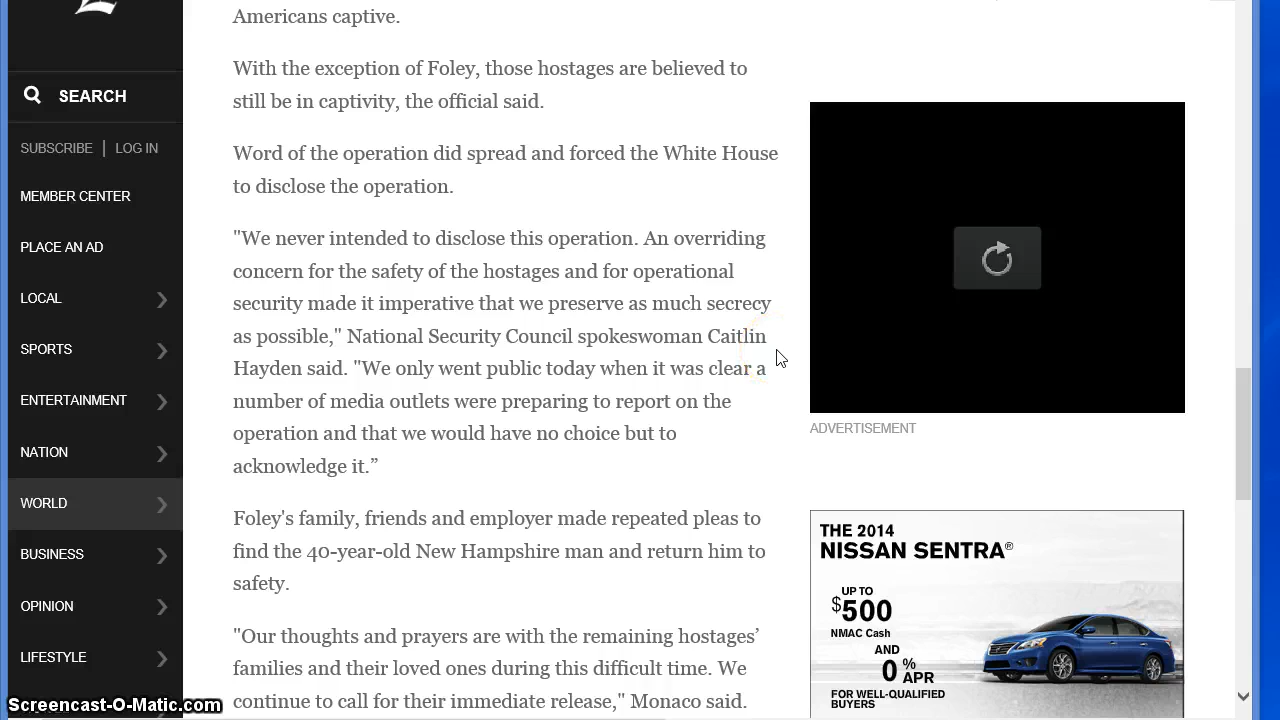 SEARCH
SUBSCRIBE | LOG IN
MEMBER CENTER
PLACE AN AD
LOCAL
SPORTS
ENTERTAINMENT
NATION
WORLD
BUSINESS
OPINION
LIFESTYLE
Americans captive.
With the exception of Foley, those hostages are believed to
still be in captivity, the official said.
Word of the operation did spread and forced the White House
to disclose the operation.
"We never intended to disclose this operation. An overriding
concern for the safety of the hostages and for operational
security made it imperative that we preserve as much secrecy
as possible," National Security Council spokeswoman Caitlin
Hayden said. "We only went public today when it was clear a
number of media outlets were preparing to report on the
operation and that we would have no choice but to
acknowledge it.”
Foley's family, friends and employer made repeated pleas to
find the 40-year-old New Hampshire man and return him to
safety.
"Our thoughts and prayers are with the remaining hostages’
families and their loved ones during this difficult time. We
continue to call for their immediate release," Monaco said.
ADVERTISEMENT
THE 2014
NISSAN SENTRA®
UP TO
$500
NMAC Cash
AND
0% APR
FOR WELL-QUALIFIED
BUYERS
Screencast-O-Matic.com